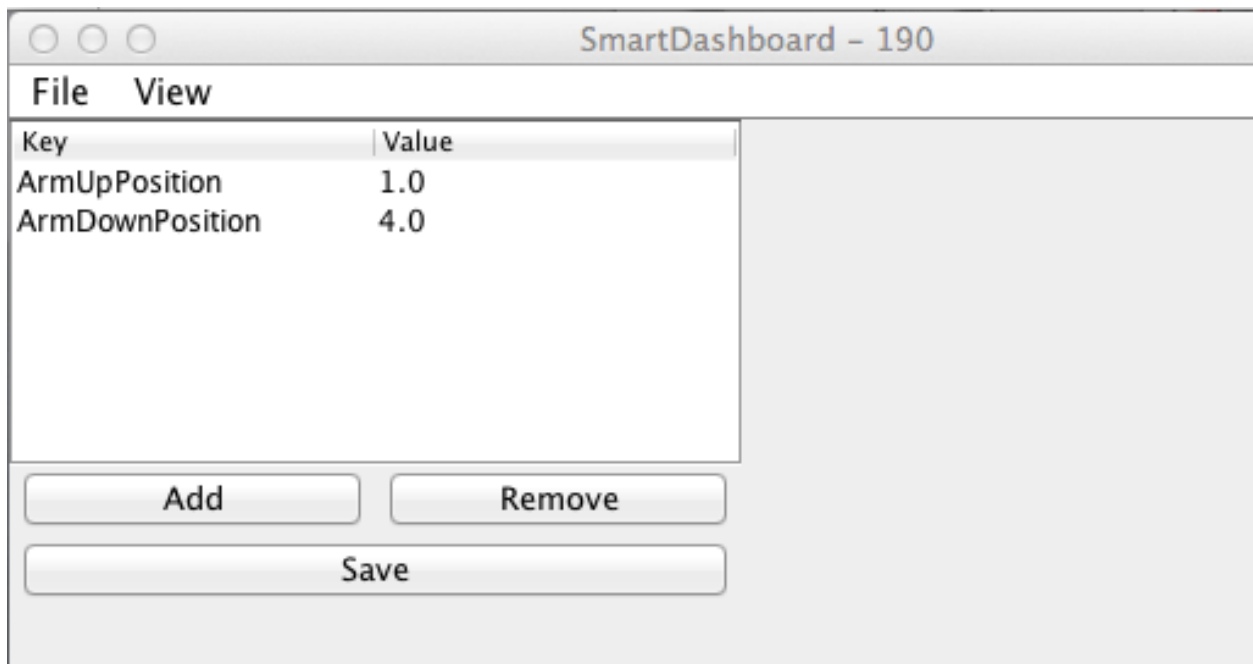 SmartDashboard – 190
File View
Key Value
ArmUpPosition 1.0
ArmDownPosition 4.0
Add Remove
Save